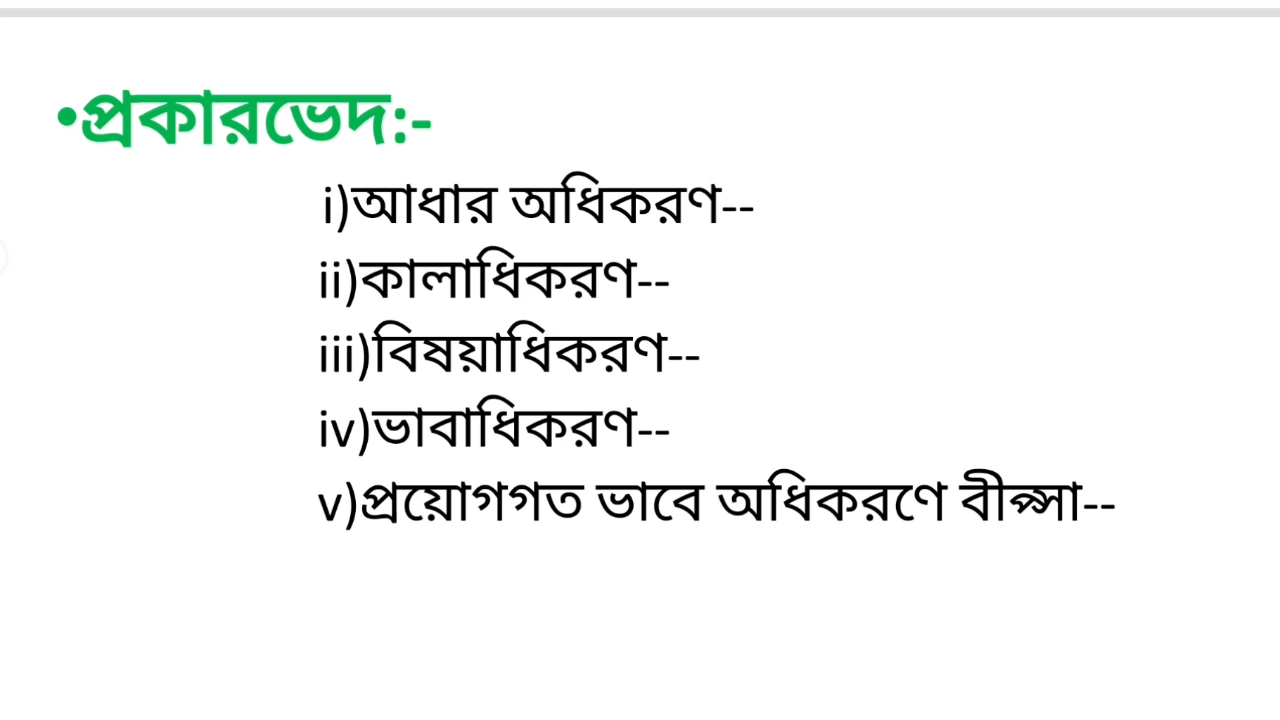 •প্রকারভেদ:-
i)আধার অধিকরণ--
ii)কালাধিকরণ--
iii)বিষয়াধিকরণ--
iv)ভাবাধিকরণ--
v)প্রয়োগগত ভাবে অধিকরণে বীপ্সা--